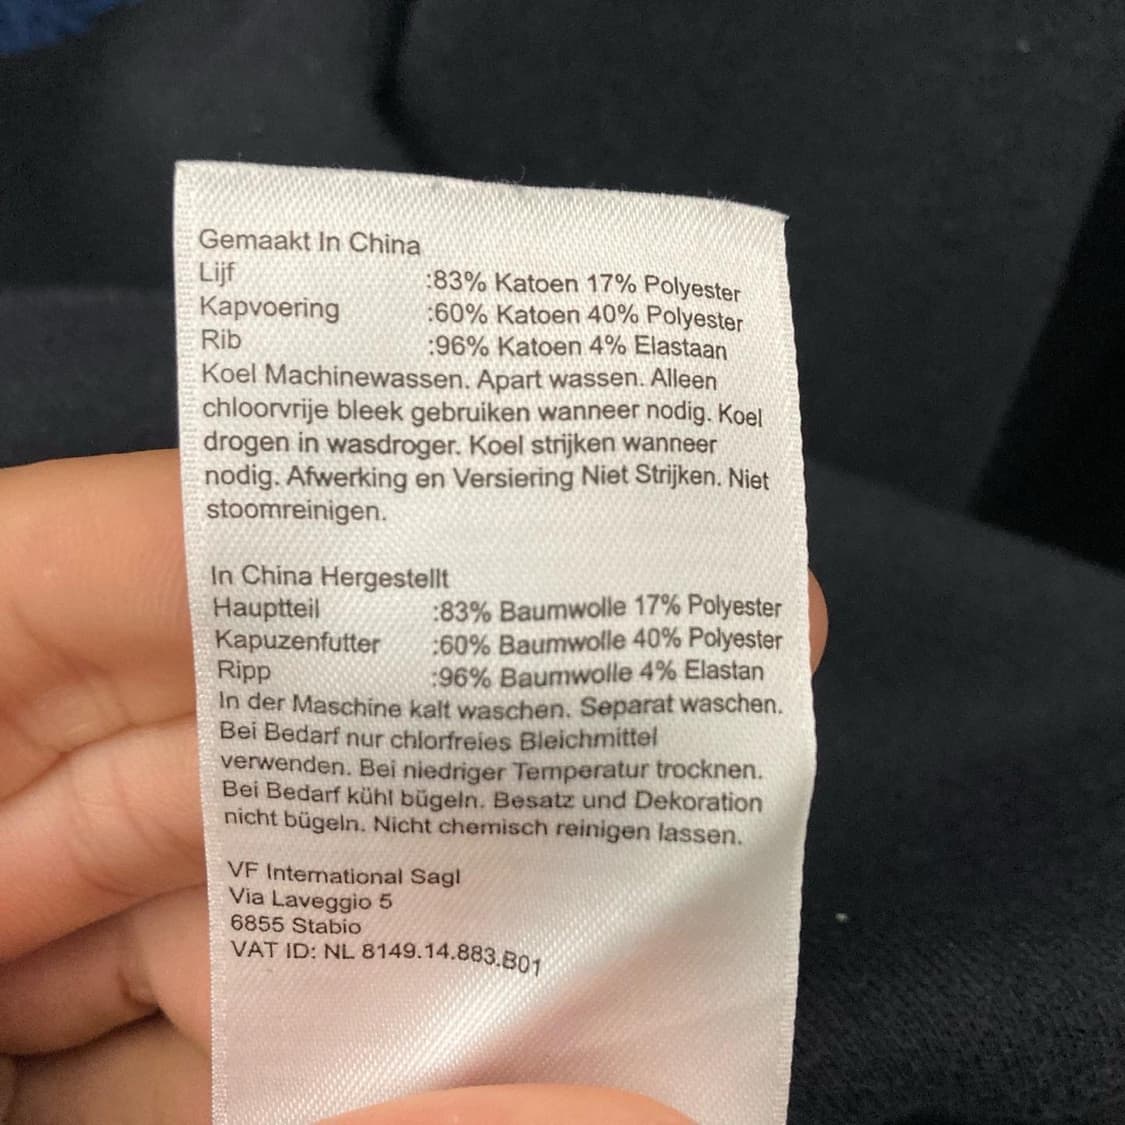 Gemaakt In China
Lijf :83% Katoen 17% Polyester
Kapvoering :60% Katoen 40% Polyester
Rib :96% Katoen 4% Elastaan
Koel Machinewassen. Apart wassen. Alleen
chloorvrije bleek gebruiken wanneer nodig. Koel
drogen in wasdroger. Koel strijken wanneer
nodig. Afwerking en Versiering Niet Strijken. Niet
stoomreinigen.
In China Hergestellt
Hauptteil :83% Baumwolle 17% Polyester
Kapuzenfutter :60% Baumwolle 40% Polyester
Ripp :96% Baumwolle 4% Elastan
In der Maschine kalt waschen. Separat waschen.
Bei Bedarf nur chlorfreies Bleichmittel
verwenden. Bei niedriger Temperatur trocknen.
Bei Bedarf kühl bügeln. Besatz und Dekoration
nicht bügeln. Nicht chemisch reinigen lassen.
VF International Sagl
Via Laveggio 5
6855 Stabio
VAT ID: NL 8149.14.883.B01